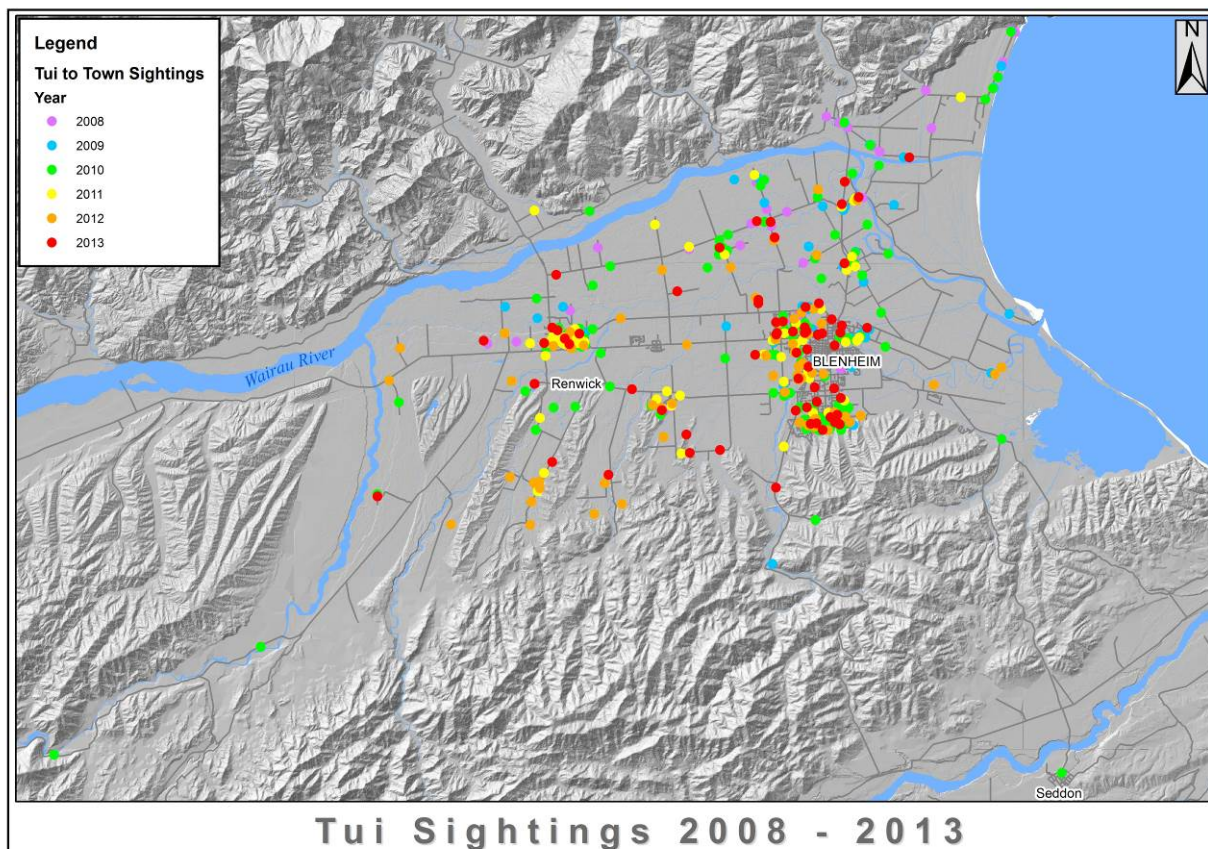 Legend
Tui to Town Sightings
Year
2008
2009
2010
2011
2012
2013
N
Wairau River
Renwick
BLENHEIM
Seddon
Tui Sightings 2008 - 2013